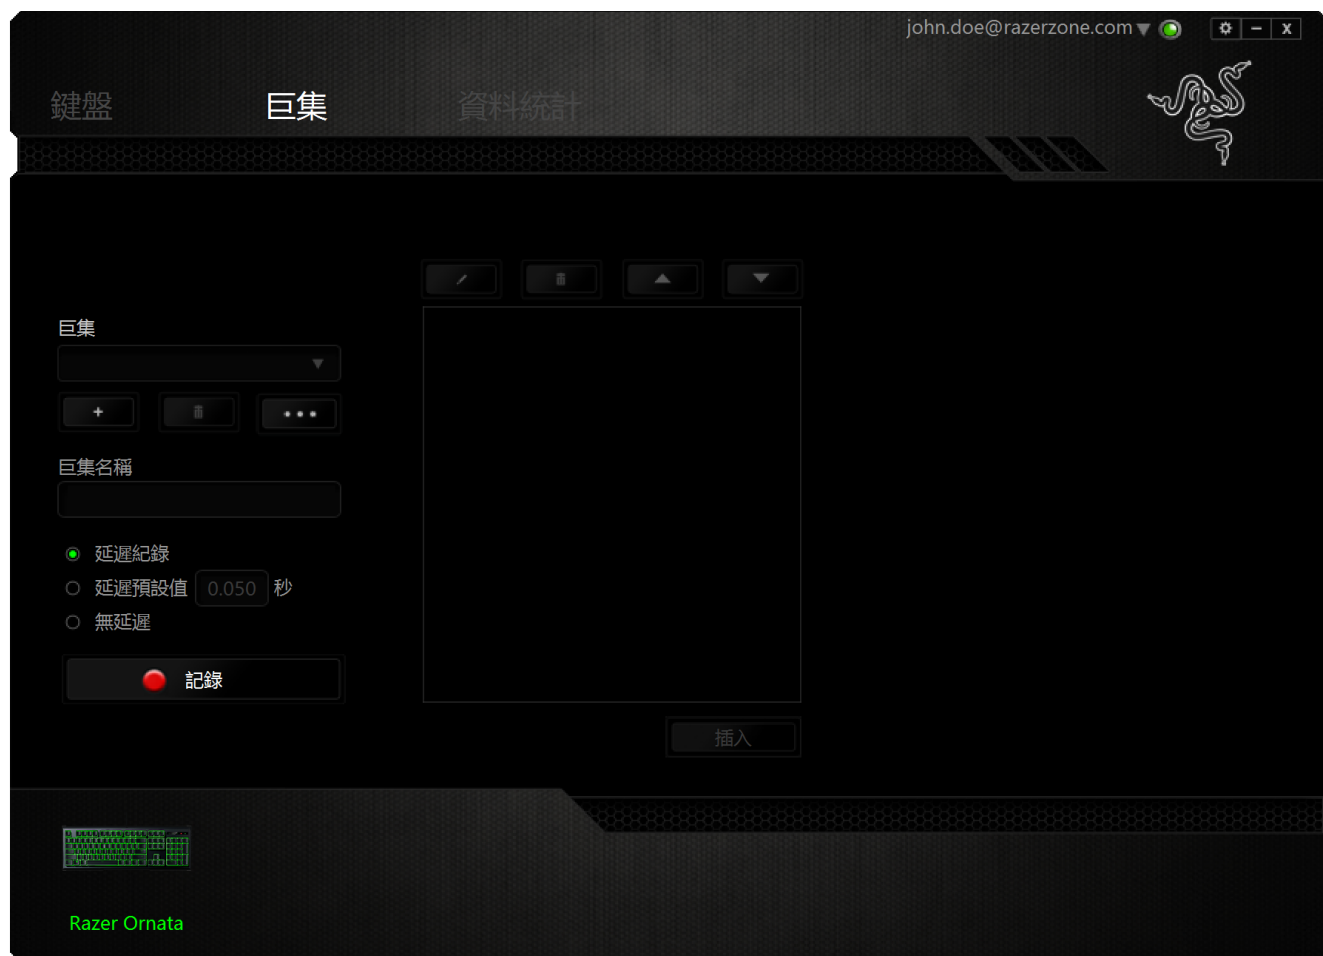 john.doe@razerzone.com
鍵盤 巨集 資料統計
巨集
巨集名稱
延遲紀錄
延遲預設值 0.050 秒
無延遲
記錄
插入
Razer Ornata